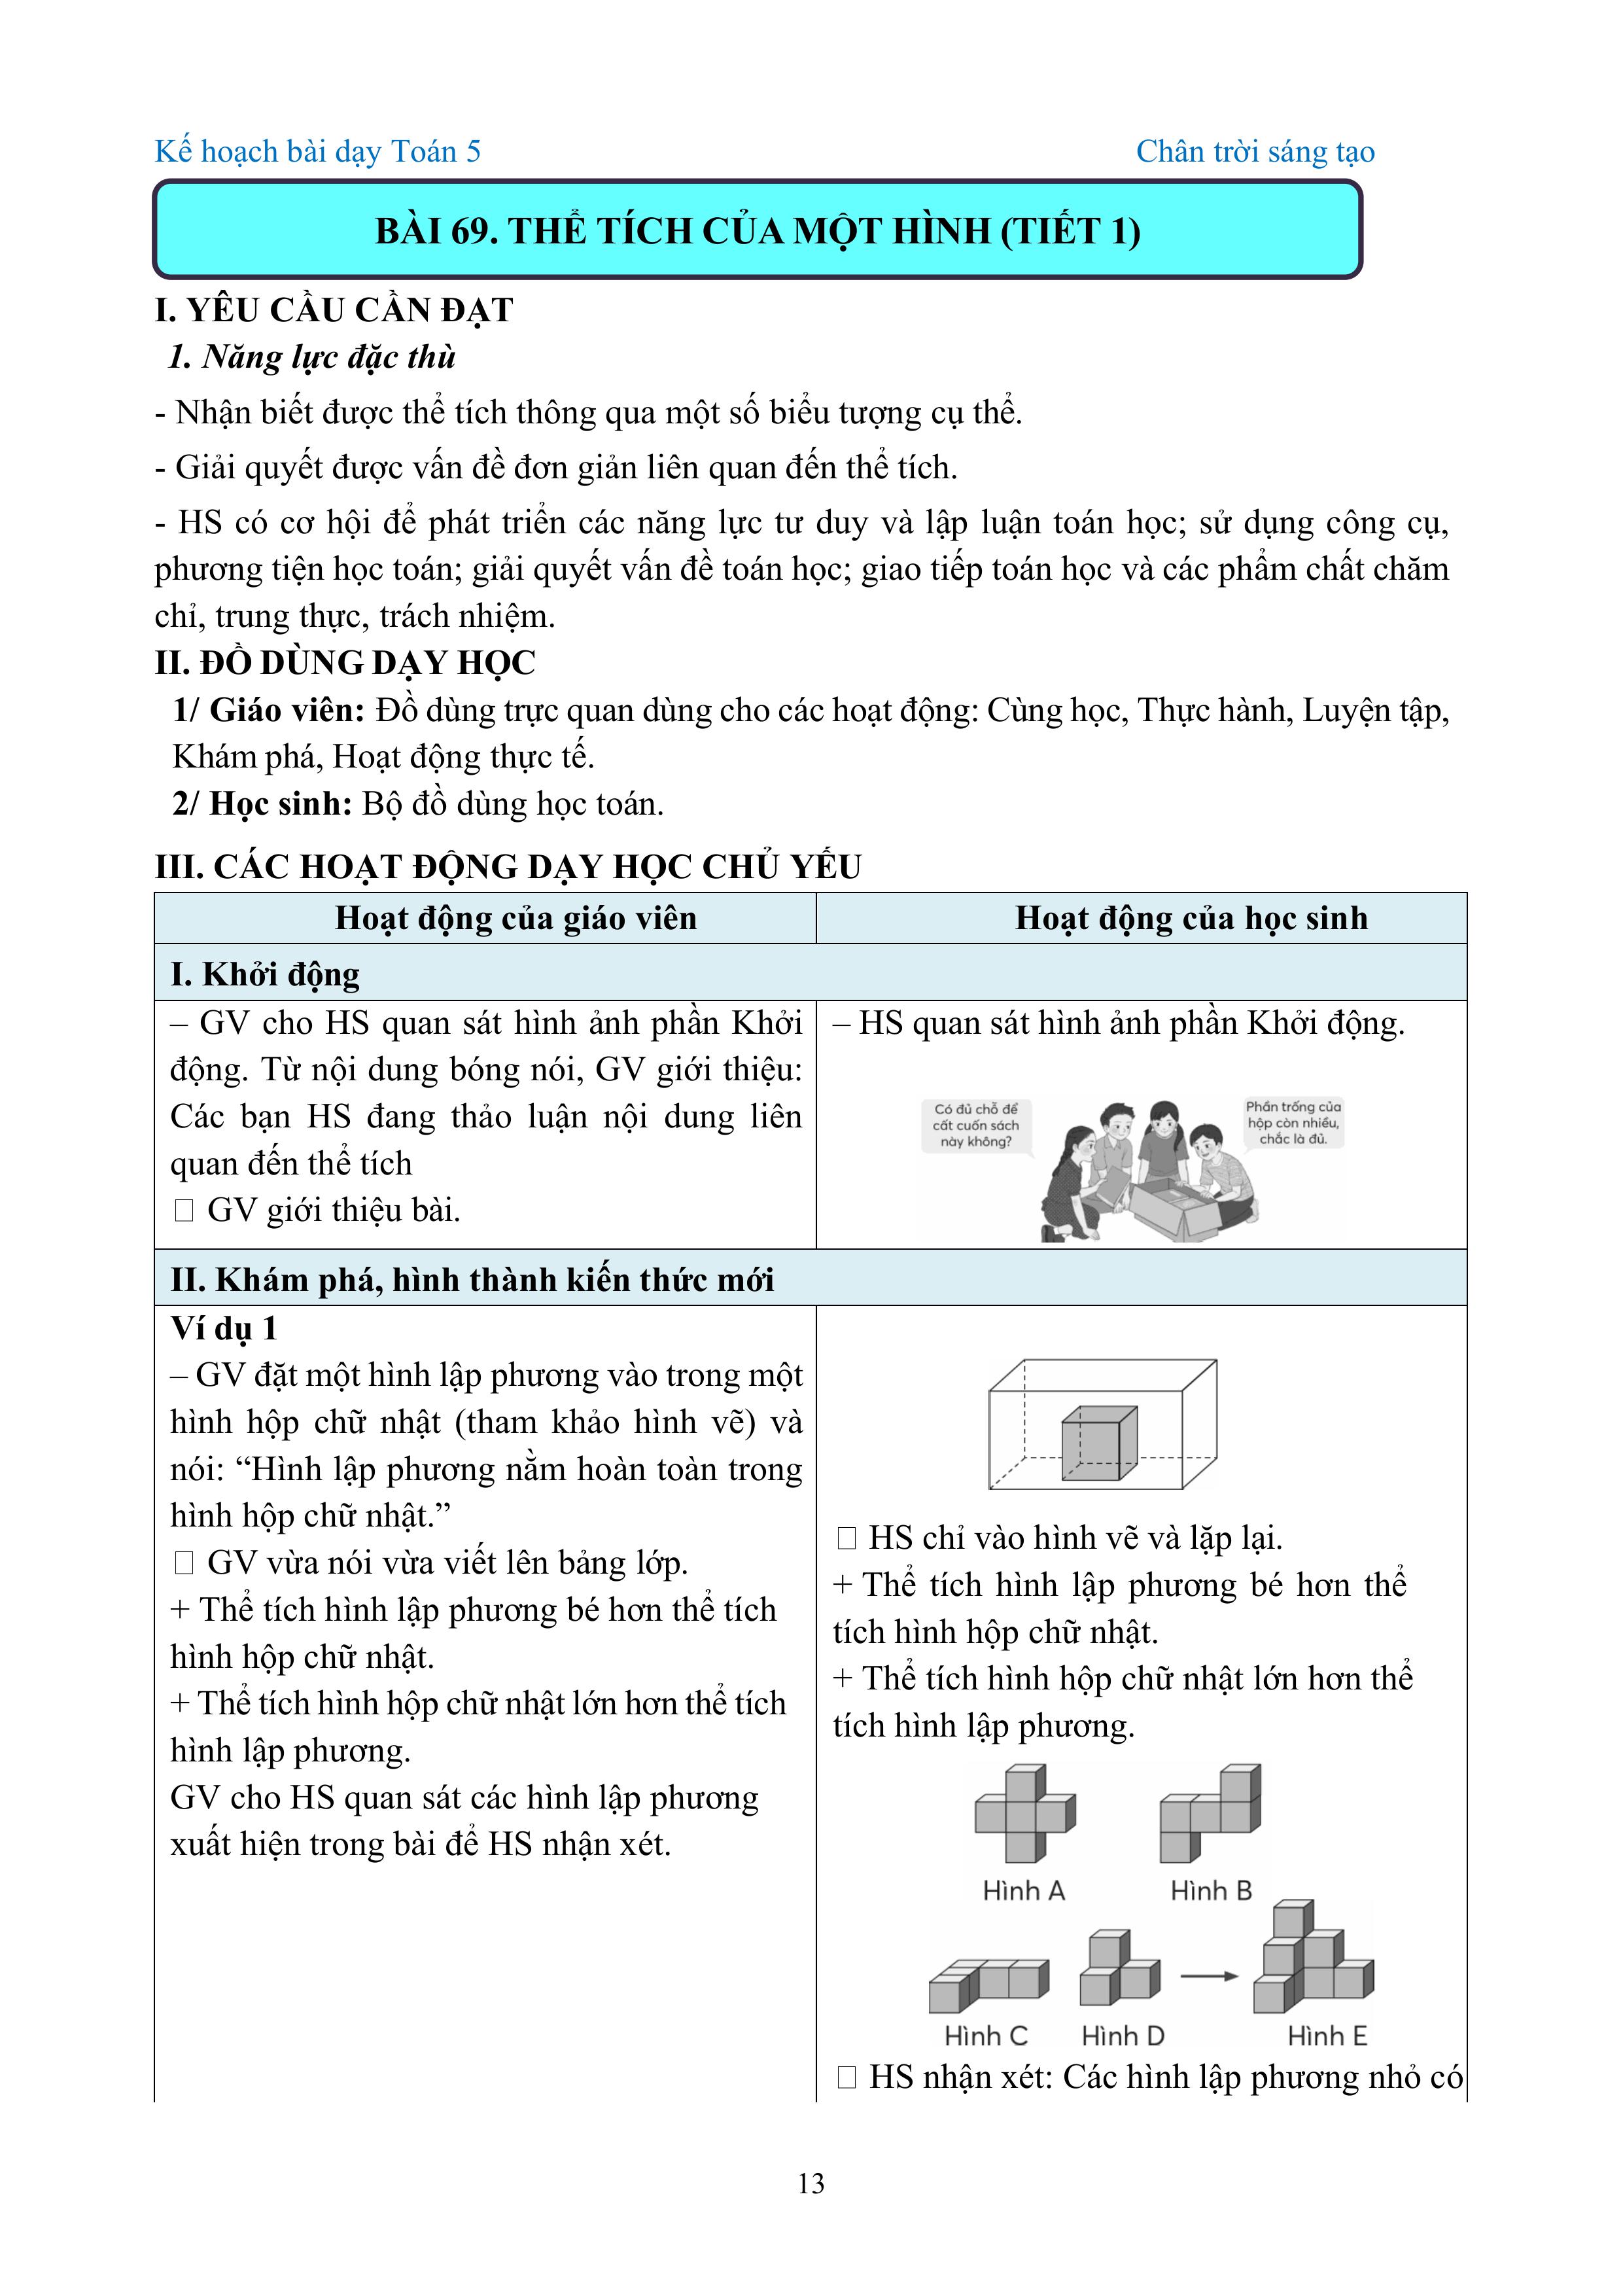 Kế hoạch bài dạy Toán 5 Chân trời sáng tạo
BÀI 69. THỂ TÍCH CỦA MỘT HÌNH (TIẾT 1)
I. YÊU CẦU CẦN ĐẠT
1. Năng lực đặc thù
- Nhận biết được thể tích thông qua một số biểu tượng cụ thể.
- Giải quyết được vấn đề đơn giản liên quan đến thể tích.
- HS có cơ hội để phát triển các năng lực tư duy và lập luận toán học; sử dụng công cụ,
phương tiện học toán; giải quyết vấn đề toán học; giao tiếp toán học và các phẩm chất chăm
chỉ, trung thực, trách nhiệm.
II. ĐỒ DÙNG DẠY HỌC
1/ Giáo viên: Đồ dùng trực quan dùng cho các hoạt động: Cùng học, Thực hành, Luyện tập,
Khám phá, Hoạt động thực tế.
2/ Học sinh: Bộ đồ dùng học toán.
III. CÁC HOẠT ĐỘNG DẠY HỌC CHỦ YẾU
Hoạt động của giáo viên
Hoạt động của học sinh
I. Khởi động
– GV cho HS quan sát hình ảnh phần Khởi
động. Từ nội dung bóng nói, GV giới thiệu:
Các bạn HS đang thảo luận nội dung liên
quan đến thể tích
GV giới thiệu bài.
– HS quan sát hình ảnh phần Khởi động.
Có đủ chỗ để
cất cuốn sách
này không?
Phần trống của
hộp còn nhiều,
chắc là đủ.
II. Khám phá, hình thành kiến thức mới
Ví dụ 1
– GV đặt một hình lập phương vào trong một
hình hộp chữ nhật (tham khảo hình vẽ) và
nói: “Hình lập phương nằm hoàn toàn trong
hình hộp chữ nhật.”
GV vừa nói vừa viết lên bảng lớp.
+ Thể tích hình lập phương bé hơn thể tích
hình hộp chữ nhật.
+ Thể tích hình hộp chữ nhật lớn hơn thể tích
hình lập phương.
GV cho HS quan sát các hình lập phương
xuất hiện trong bài để HS nhận xét.
HS chỉ vào hình vẽ và lặp lại.
+ Thể tích hình lập phương bé hơn thể
tích hình hộp chữ nhật.
+ Thể tích hình hộp chữ nhật lớn hơn thể
tích hình lập phương.
Hình A Hình B
Hình C Hình D Hình E
HS nhận xét: Các hình lập phương nhỏ có
13